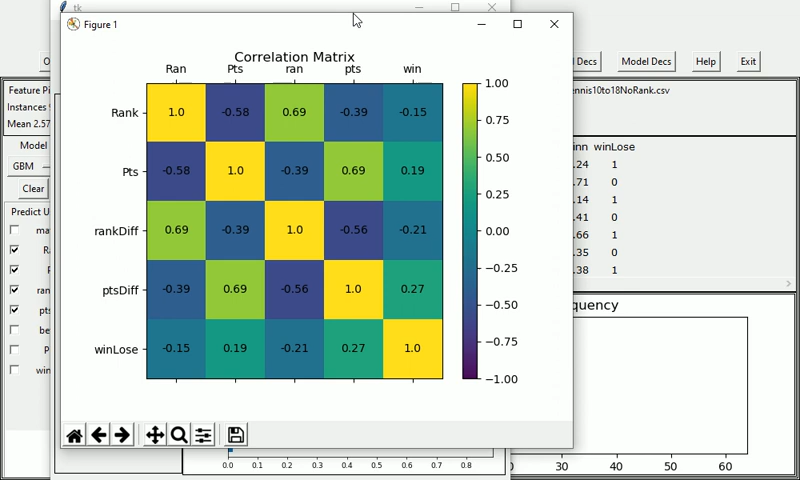 tk
Figure 1
Decs
Model Decs
Help
Exit
Feature Pi
Instances
Mean 2.57
Model
GBM
Clear
Predict U
ma
R
ran
pts
be
P
win
ennis10to18NoRank.csv
inn winLose
.24 1
.71 0
.14 1
.41 0
.66 1
.35 0
.38 1
quency
30 40 50 60
Correlation Matrix
Ran Pts ran pts win
Rank 1.0 -0.58 0.69 -0.39 -0.15
Pts -0.58 1.0 -0.39 0.69 0.19
rankDiff 0.69 -0.39 1.0 -0.56 -0.21
ptsDiff -0.39 0.69 -0.56 1.0 0.27
winLose -0.15 0.19 -0.21 0.27 1.0
1.00
0.75
0.50
0.25
0.00
−0.25
−0.50
−0.75
−1.00
0.0 0.1 0.2 0.3 0.4 0.5 0.6 0.7 0.8